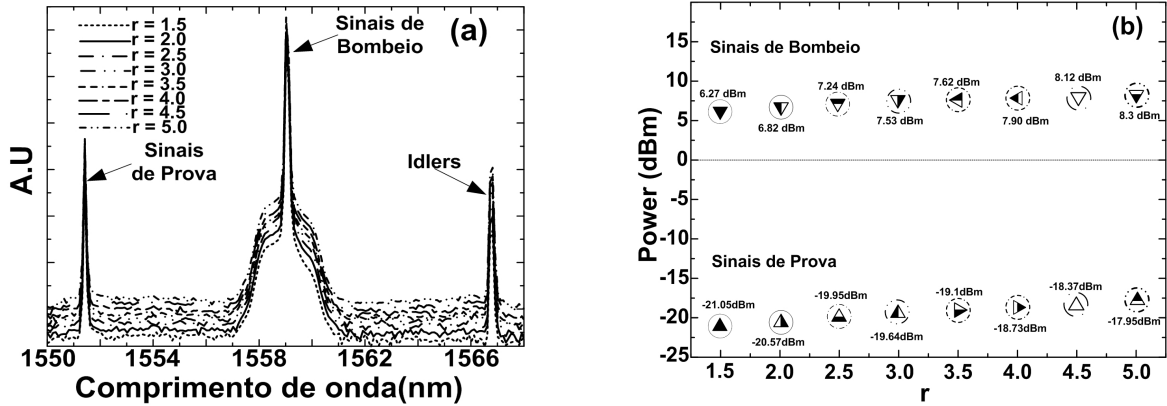 (a)
r = 1.5
r = 2.0
r = 2.5
r = 3.0
r = 3.5
r = 4.0
r = 4.5
r = 5.0
Sinais de
Bombeio
Sinais
de Prova
Idlers
A.U
1550 1554 1558 1562 1566
Comprimento de onda(nm)
(b)
Sinais de Bombeio
6.27 dBm
6.82 dBm
7.24 dBm
7.53 dBm
7.62 dBm
7.90 dBm
8.12 dBm
8.3 dBm
Sinais de Prova
-21.05dBm
-20.57dBm
-19.95dBm
-19.64dBm
-19.1dBm
-18.73dBm
-18.37dBm
-17.95dBm
Power (dBm)
15
10
5
0
-5
-10
-15
-20
-25
1.5 2.0 2.5 3.0 3.5 4.0 4.5 5.0
r